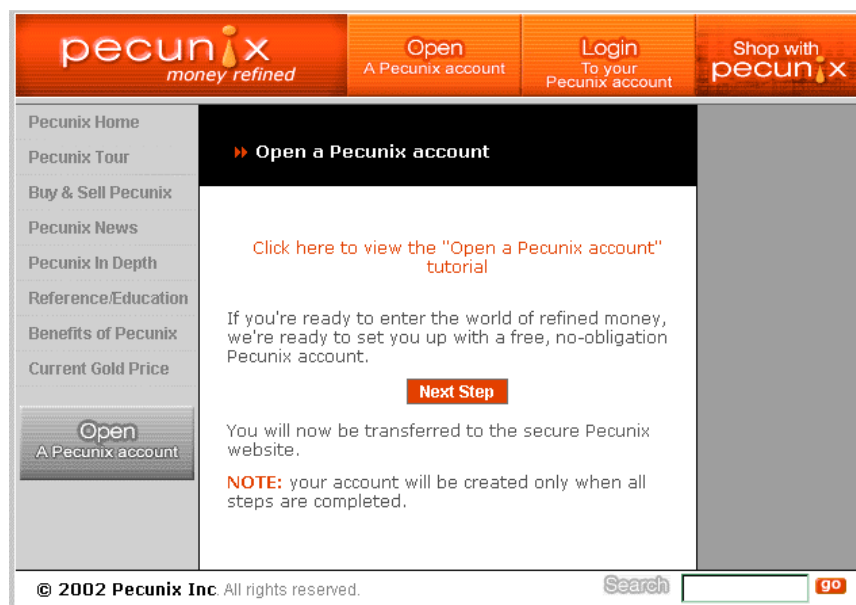 pecunix
money refined
Open
A Pecunix account
Login
To your
Pecunix account
Shop with
pecunix
Pecunix Home
Pecunix Tour
Buy & Sell Pecunix
Pecunix News
Pecunix In Depth
Reference/Education
Benefits of Pecunix
Current Gold Price
Open
A Pecunix account
Open a Pecunix account
Click here to view the "Open a Pecunix account"
tutorial
If you're ready to enter the world of refined money,
we're ready to set you up with a free, no-obligation
Pecunix account.
Next Step
You will now be transferred to the secure Pecunix
website.
NOTE: your account will be created only when all
steps are completed.
© 2002 Pecunix Inc. All rights reserved.
Search
go